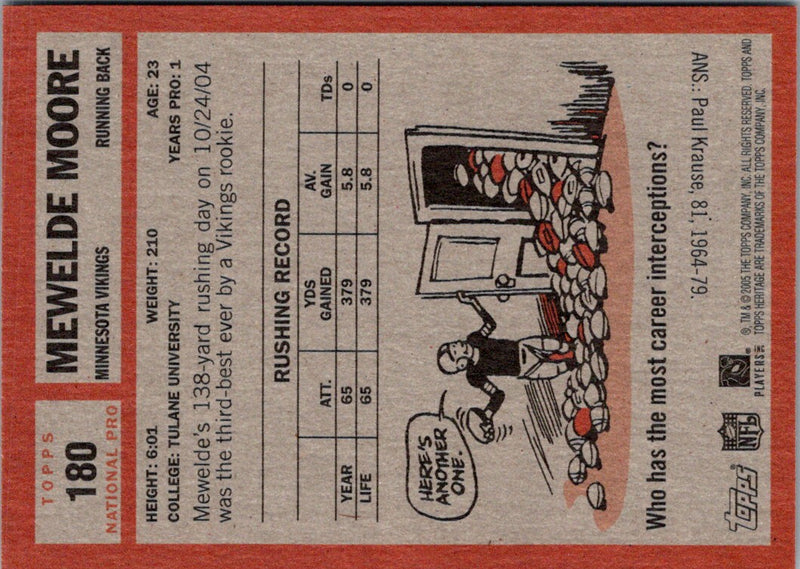 TOPPS
180
NATIONAL PRO
MEWELDE MOORE
MINNESOTA VIKINGS RUNNING BACK
HEIGHT: 6:01 WEIGHT: 210 AGE: 23
COLLEGE: TULANE UNIVERSITY YEARS PRO: 1
Mewelde's 138-yard rushing day on 10/24/04
was the third-best ever by a Vikings rookie.
RUSHING RECORD
YEAR ATT. YDS GAINED AV. GAIN TDs
YEAR 65 379 5.8 0
LIFE 65 379 5.8 0
HERE'S
ANOTHER
ONE.
Who has the most career interceptions?
ANS.: Paul Krause, 81, 1964-79.
Topps
NFL
PLAYERS INC
®, TM & © 2005 THE TOPPS COMPANY, INC. ALL RIGHTS RESERVED. TOPPS AND
TOPPS HERITAGE ARE TRADEMARKS OF THE TOPPS COMPANY, INC.